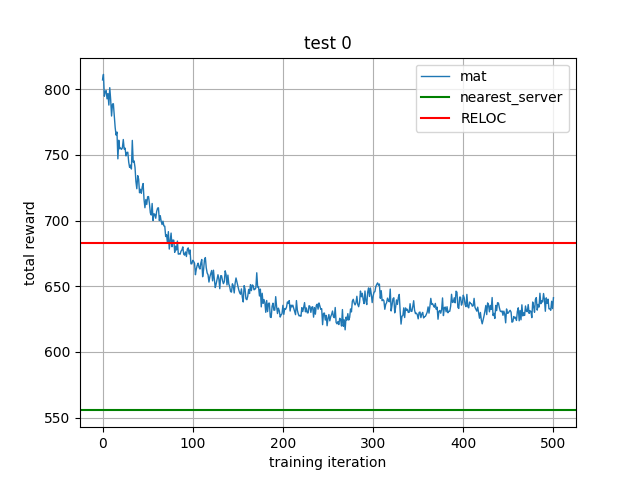 test 0
mat
nearest_server
RELOC
total reward
800
750
700
650
600
550
0 100 200 300 400 500
training iteration